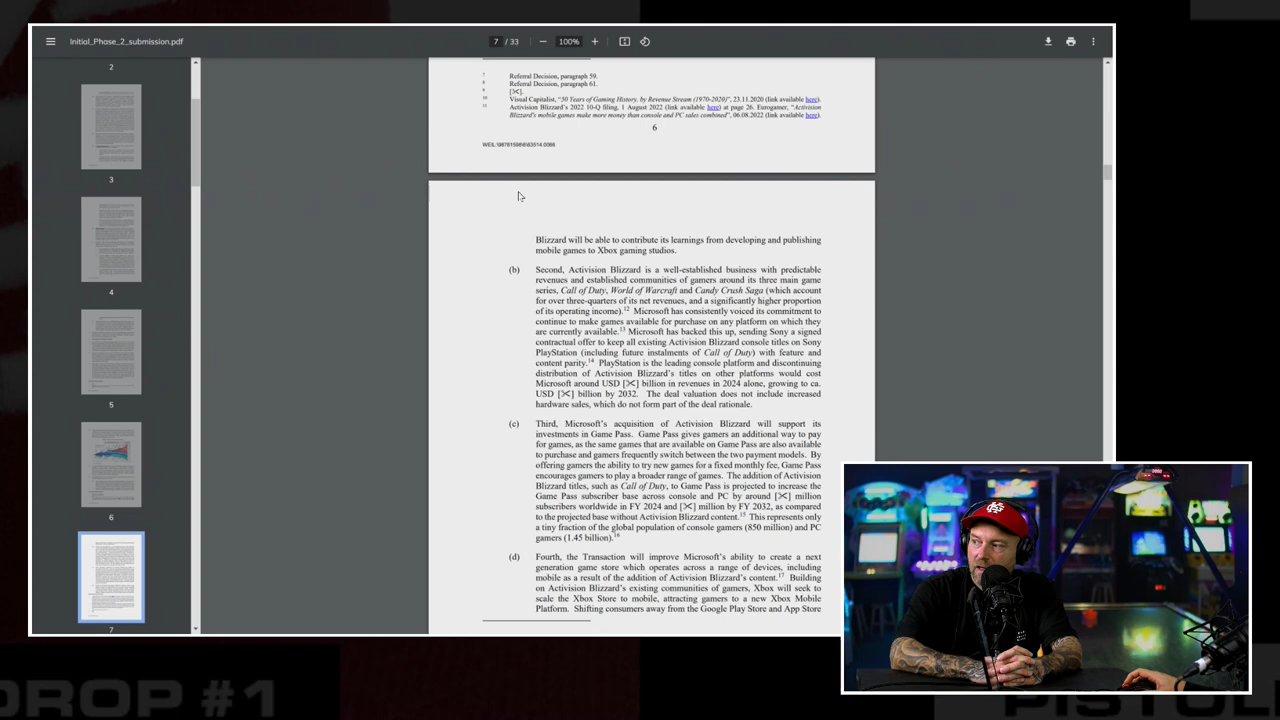 Initial_Phase_2_submission.pdf
7 / 33
100%
2
3
4
5
6
7
7 Referral Decision, paragraph 59.
8 Referral Decision, paragraph 61.
9 [✂].
10 Visual Capitalist, “50 Years of Gaming History, by Revenue Stream (1970-2020)”, 23.11.2020 (link available here).
11 Activision Blizzard’s 2022 10-Q filing, 1 August 2022 (link available here) at page 26. Eurogamer, “Activision
Blizzard’s mobile games make more money than console and PC sales combined”, 06.08.2022 (link available here).
6
Blizzard will be able to contribute its learnings from developing and publishing
mobile games to Xbox gaming studios.
(b) Second, Activision Blizzard is a well-established business with predictable
revenues and established communities of gamers around its three main game
series, Call of Duty, World of Warcraft and Candy Crush Saga (which account
for over three-quarters of its net revenues, and a significantly higher proportion
of its operating income).12 Microsoft has consistently voiced its commitment to
continue to make games available for purchase on any platform on which they
are currently available.13 Microsoft has backed this up, sending Sony a signed
contractual offer to keep all existing Activision Blizzard console titles on Sony
PlayStation (including future instalments of Call of Duty) with feature and
content parity.14 PlayStation is the leading console platform and discontinuing
distribution of Activision Blizzard’s titles on other platforms would cost
Microsoft around USD [✂] billion in revenues in 2024 alone, growing to ca.
USD [✂] billion by 2032. The deal valuation does not include increased
hardware sales, which do not form part of the deal rationale.
(c) Third, Microsoft’s acquisition of Activision Blizzard will support its
investments in Game Pass. Game Pass gives gamers an additional way to pay
for games, as the same games that are available on Game Pass are also available
to purchase and gamers frequently switch between the two payment models. By
offering gamers the ability to try new games for a fixed monthly fee, Game Pass
encourages gamers to play a broader range of games. The addition of Activision
Blizzard titles, such as Call of Duty, to Game Pass is projected to increase the
Game Pass subscriber base across console and PC by around [✂] million
subscribers worldwide in FY 2024 and [✂] million by FY 2032, as compared
to the projected base without Activision Blizzard content.15 This represents only
a tiny fraction of the global population of console gamers (850 million) and PC
gamers (1.45 billion).16
(d) Fourth, the Transaction will improve Microsoft’s ability to create a next
generation game store which operates across a range of devices, including
mobile as a result of the addition of Activision Blizzard’s content.17 Building
on Activision Blizzard’s existing communities of gamers, Xbox will seek to
scale the Xbox Store to mobile, attracting gamers to a new Xbox Mobile
Platform. Shifting consumers away from the Google Play Store and App Store
DROP #1